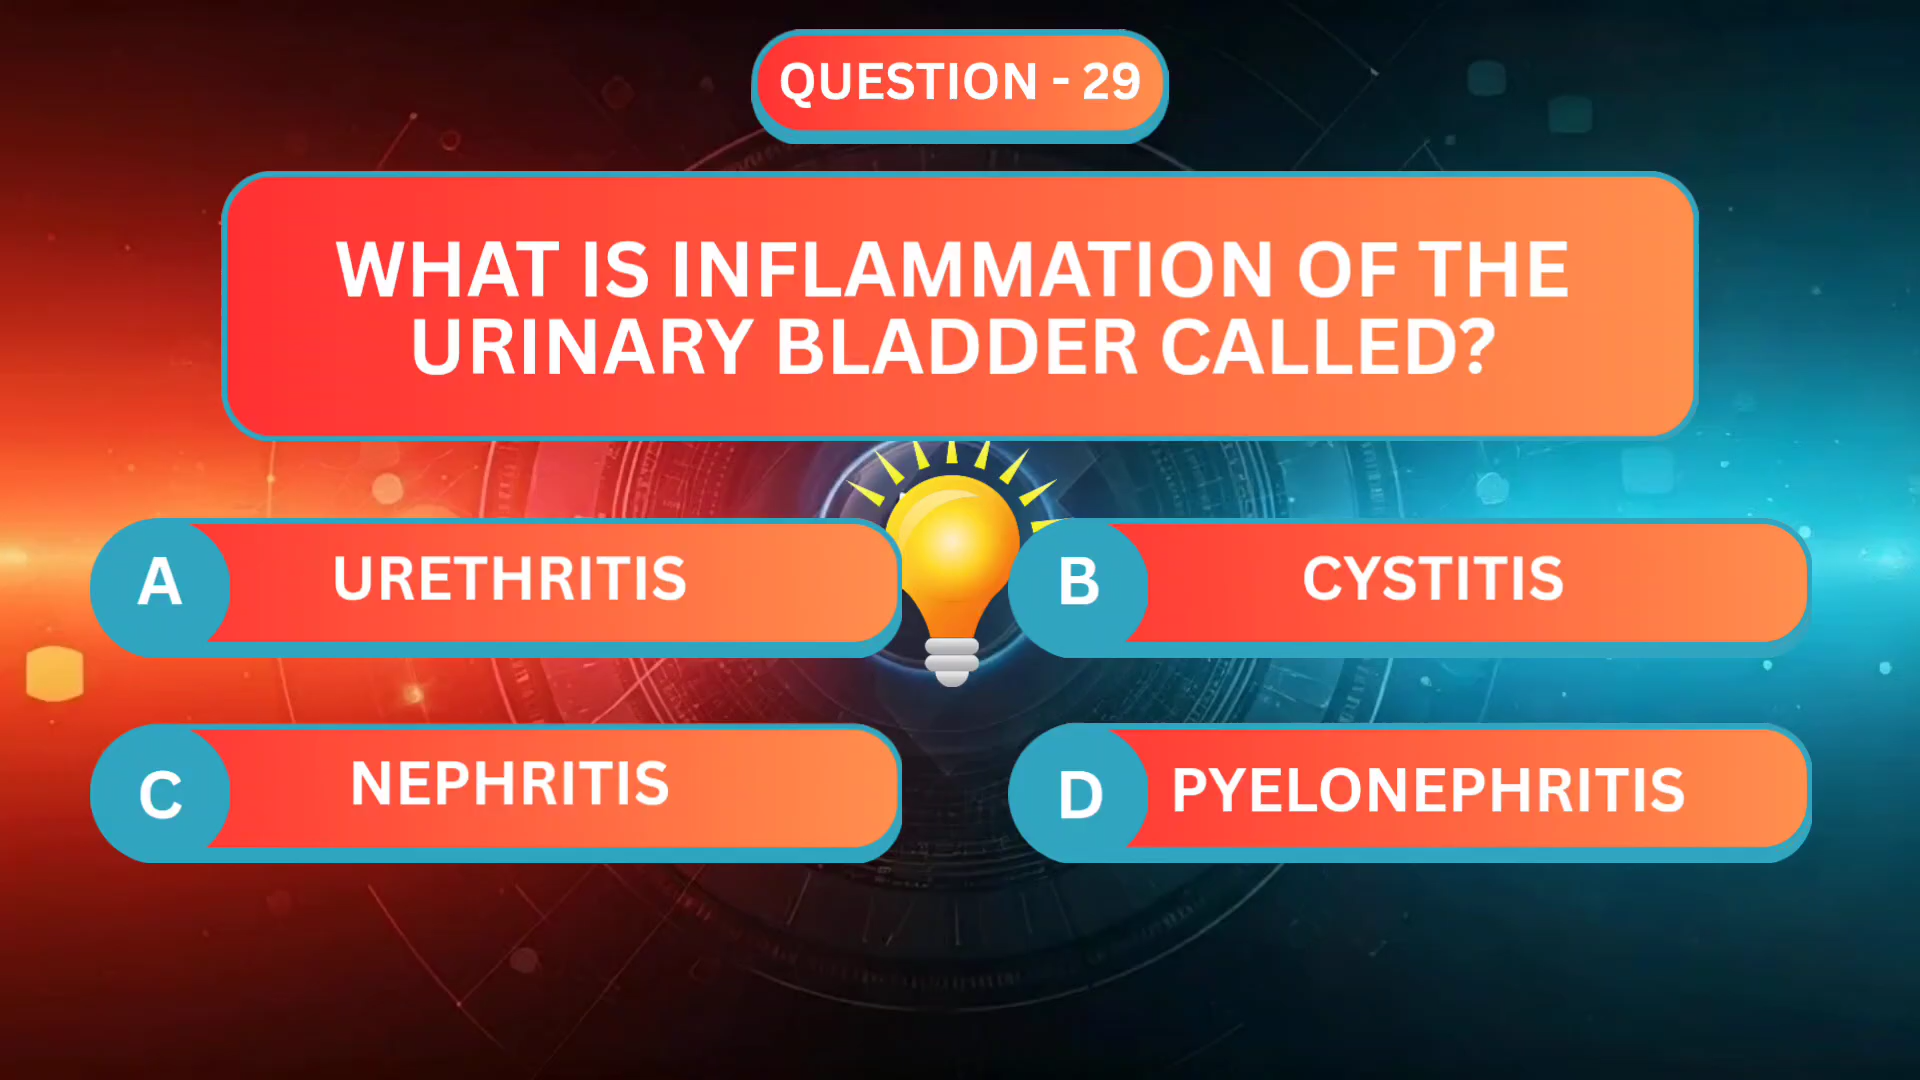 QUESTION - 29
WHAT IS INFLAMMATION OF THE
URINARY BLADDER CALLED?
A URETHRITIS
B CYSTITIS
C NEPHRITIS
D PYELONEPHRITIS